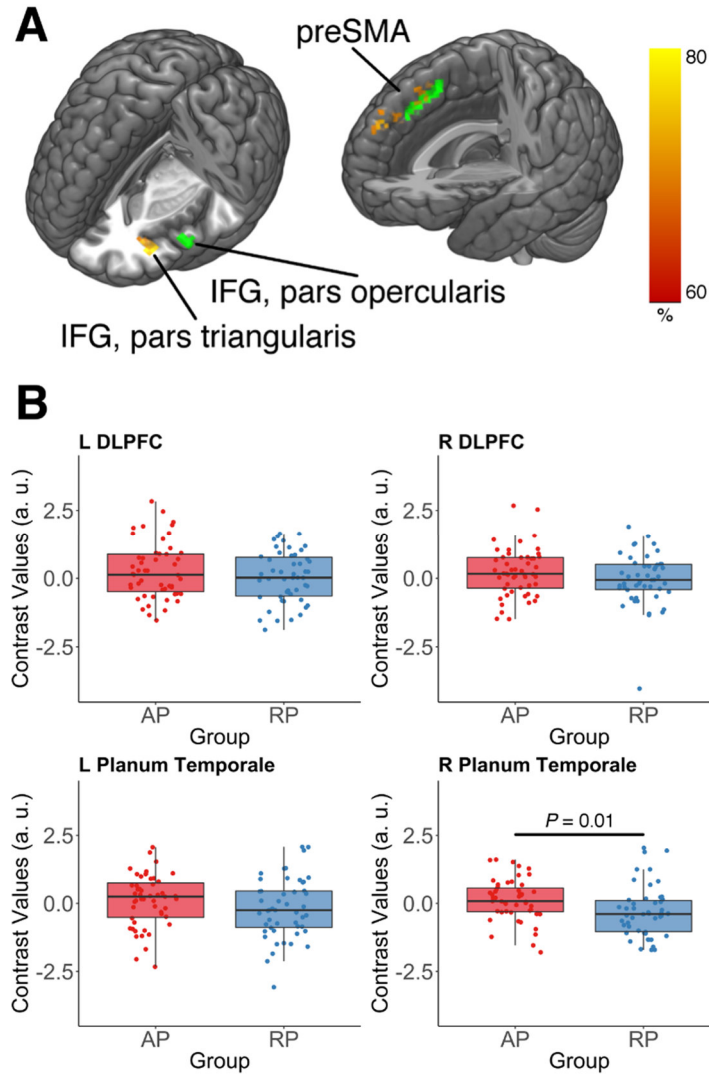 A
preSMA
80
60
%
IFG, pars opercularis
IFG, pars triangularis
B
L DLPFC
Contrast Values (a. u.)
2.5
0.0
-2.5
AP
RP
Group
R DLPFC
Contrast Values (a. u.)
2.5
0.0
-2.5
AP
RP
Group
L Planum Temporale
Contrast Values (a. u.)
2.5
0.0
-2.5
AP
RP
Group
R Planum Temporale
Contrast Values (a. u.)
P = 0.01
2.5
0.0
-2.5
AP
RP
Group